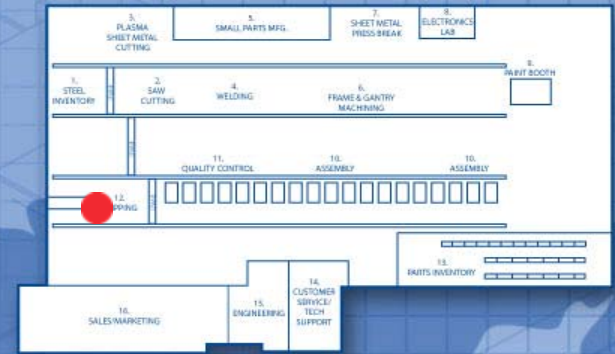 3.
PLASMA
SHEET METAL
CUTTING
5.
SMALL PARTS MFG.
7.
SHEET METAL
PRESS BREAK
8.
ELECTRONICS
LAB
9.
PAINT BOOTH
1.
STEEL
INVENTORY
2.
SAW
CUTTING
4.
WELDING
6.
FRAME & GANTRY
MACHINING
11.
QUALITY CONTROL
10.
ASSEMBLY
10.
ASSEMBLY
12.
PPING
13.
PARTS INVENTORY
14.
CUSTOMER
SERVICE/
TECH
SUPPORT
15.
ENGINEERING
16.
SALES/MARKETING